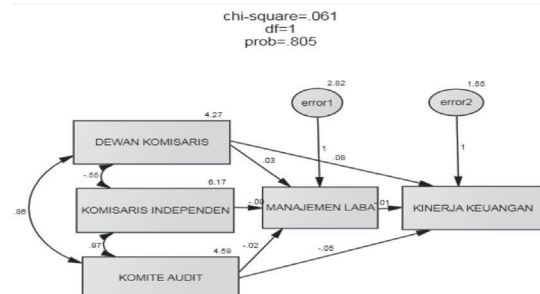 chi-square=.061
df=1
prob=.805
2.82
1.55
error1
error2
4.27
DEWAN KOMISARIS
1
1
.03
.08
-.55
6.17
KOMISARIS INDEPENDEN
-.09
MANAJEMEN LABA
.01
KINERJA KEUANGAN
.86
.97
4.59
-.02
-.05
KOMITE AUDIT